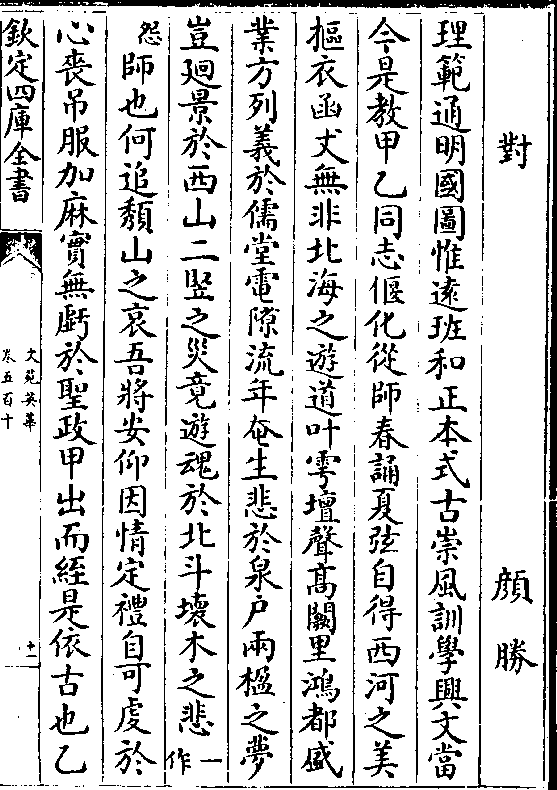 對　顔勝
理範通明國圖惟遠班和正本式古崇風訓學興文當
今是教甲乙同志偃化從師春誦夏弦自得西河之美
摳衣函丈無非北海之遊道叶雩壇聲高闕里鴻都盛
業方列義於儒堂電隙流年奄生悲於泉戶兩楹之夢
豈廻景於西山二竪之災竟遊魂於北斗壞木之悲一作
怨師也何追頽山之哀吾將安仰因情定禮自可䖍於
心喪吊服加麻實無虧於聖政甲出而絰是依古也乙
欽定四庫全書
文苑英華
卷五百十
十一